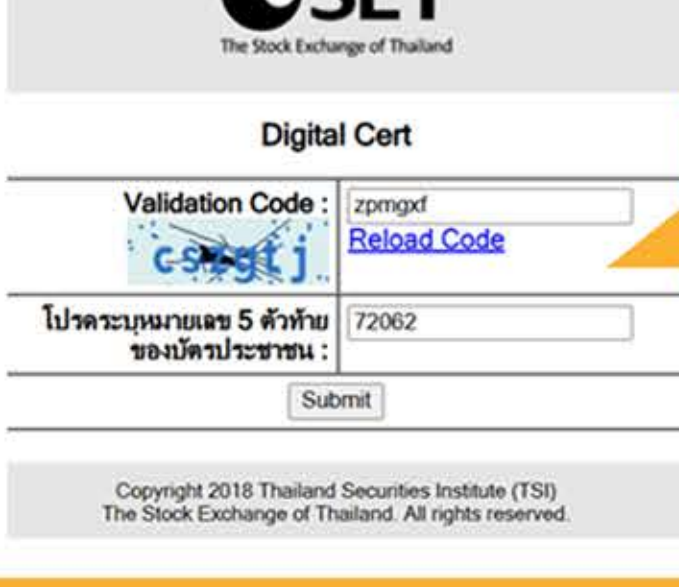 SET
The Stock Exchange of Thailand
Digital Cert
Validation Code :
zpmgxf
Reload Code
โปรดระบุหมายเลข 5 ตัวท้าย
ของบัตรประชาชน :
72062
Submit
Copyright 2018 Thailand Securities Institute (TSI)
The Stock Exchange of Thailand. All rights reserved.